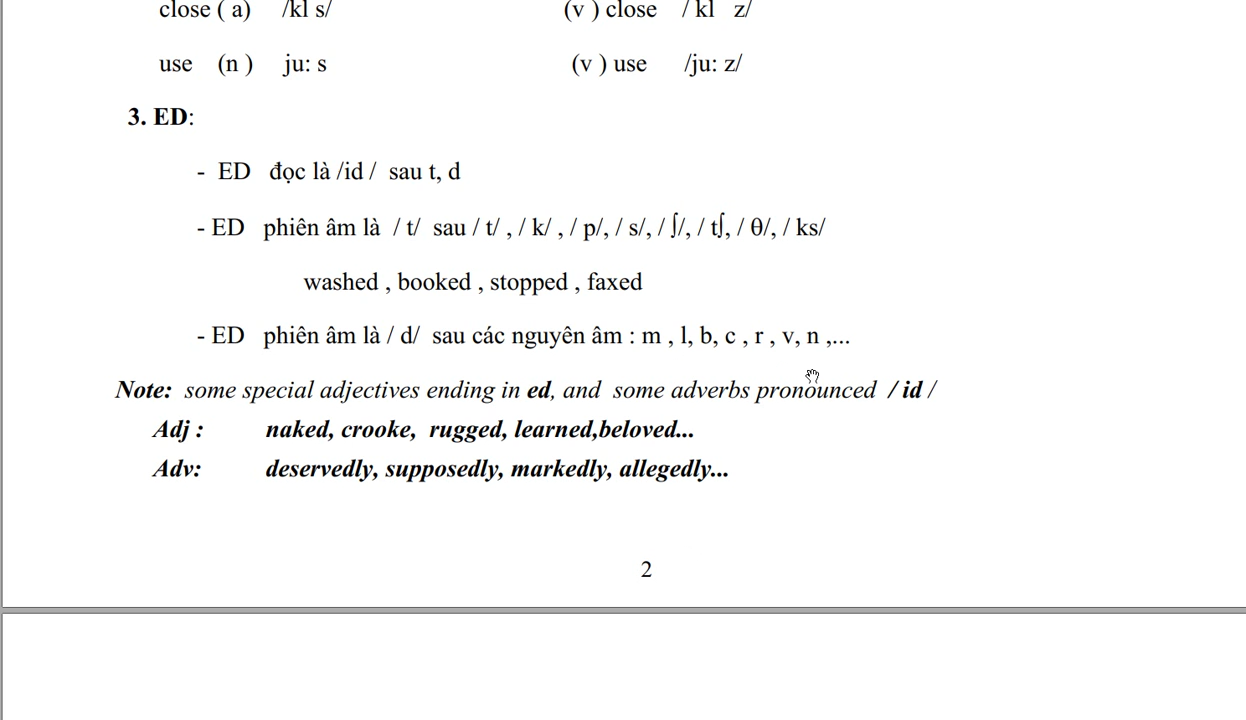 close ( a) /kl s/ (v ) close / kl z/
use (n ) ju: s (v ) use /ju: z/
3. ED:
- ED đọc là /id / sau t, d
- ED phiên âm là / t/ sau / t/ , / k/ , / p/, / s/, / ʃ/, / tʃ, / θ/, / ks/
washed , booked , stopped , faxed
- ED phiên âm là / d/ sau các nguyên âm : m , l, b, c , r , v, n ,...
Note: some special adjectives ending in ed, and some adverbs pronounced / id /
Adj : naked, crooke, rugged, learned,beloved...
Adv: deservedly, supposedly, markedly, allegedly...
2